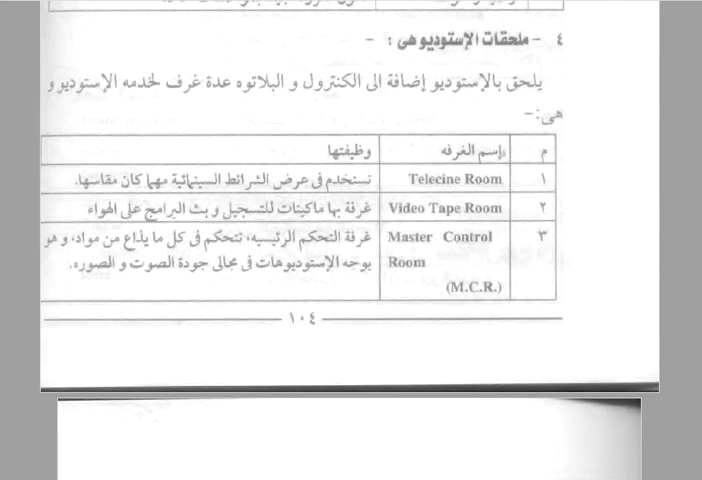 ٤ - ملحقات الإستوديو هى : -
يلحق بالإستوديو إضافة الى الكنترول و البلاتوه عدة غرف لخدمه الإستوديو و
هى:-
م إسم الغرفه وظيفتها
١ Telecine Room تستخدم فى عرض الشرائط السينمائية مهما كان مقاسها.
٢ Video Tape Room غرفة بها ماكينات للتسجيل و بث البرامج على الهواء
٣ Master Control غرفة التحكم الرئيسيه، تتحكم فى كل ما يذاع من مواد، و هو
Room يوجه الإستوديوهات فى مجالى جودة الصوت و الصوره.
(M.C.R.)
١٠٤